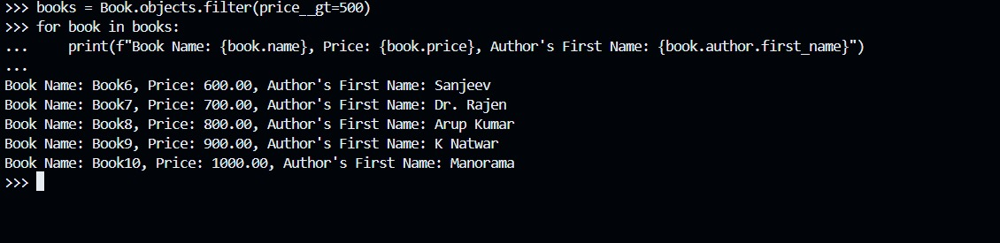 >>> books = Book.objects.filter(price__gt=500)
>>> for book in books:
...     print(f"Book Name: {book.name}, Price: {book.price}, Author's First Name: {book.author.first_name}")
...
Book Name: Book6, Price: 600.00, Author's First Name: Sanjeev
Book Name: Book7, Price: 700.00, Author's First Name: Dr. Rajen
Book Name: Book8, Price: 800.00, Author's First Name: Arup Kumar
Book Name: Book9, Price: 900.00, Author's First Name: K Natwar
Book Name: Book10, Price: 1000.00, Author's First Name: Manorama
>>>